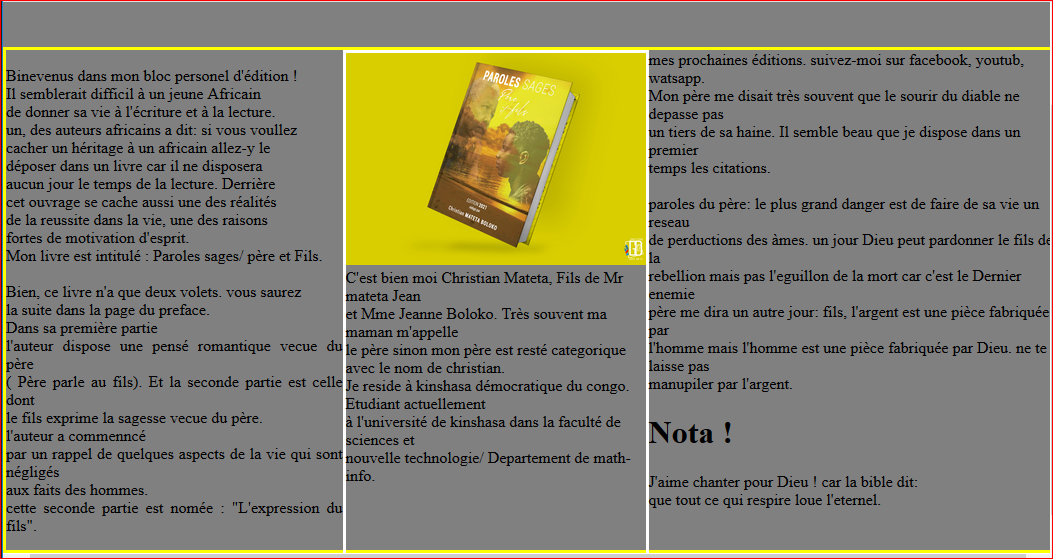 Binevenus dans mon bloc personel d'édition !
Il semblerait difficil à un jeune Africain
de donner sa vie à l'écriture et à la lecture.
un, des auteurs africains a dit: si vous voullez
cacher un héritage à un africain allez-y le
déposer dans un livre car il ne disposera
aucun jour le temps de la lecture. Derrière
cet ouvrage se cache aussi une des réalités
de la reussite dans la vie, une des raisons
fortes de motivation d'esprit.
Mon livre est intitulé : Paroles sages/ père et Fils.
Bien, ce livre n'a que deux volets. vous saurez
la suite dans la page du preface.
Dans sa première partie
l'auteur dispose une pensé romantique vecue du
père
( Père parle au fils). Et la seconde partie est celle
dont
le fils exprime la sagesse vecue du père.
l'auteur a commenncé
par un rappel de quelques aspects de la vie qui sont
négligés
aux faits des hommes.
cette seconde partie est nomée : "L'expression du
fils".
PAROLES SAGES
Père
et fils
EDITION 2021
Christian MATETA BOLOKO
C'est bien moi Christian Mateta, Fils de Mr
mateta Jean
et Mme Jeanne Boloko. Très souvent ma
maman m'appelle
le père sinon mon père est resté categorique
avec le nom de christian.
Je reside à kinshasa démocratique du congo.
Etudiant actuellement
à l'université de kinshasa dans la faculté de
sciences et
nouvelle technologie/ Departement de math-
info.
mes prochaines éditions. suivez-moi sur facebook, youtub,
watsapp.
Mon père me disait très souvent que le sourir du diable ne
depasse pas
un tiers de sa haine. Il semble beau que je dispose dans un
premier
temps les citations.
paroles du père: le plus grand danger est de faire de sa vie un
reseau
de perductions des àmes. un jour Dieu peut pardonner le fils de
la
rebellion mais pas l'eguillon de la mort car c'est le Dernier
enemie
père me dira un autre jour: fils, l'argent est une pièce fabriquée
par
l'homme mais l'homme est une pièce fabriquée par Dieu. ne te
laisse pas
manupiler par l'argent.
Nota !
J'aime chanter pour Dieu ! car la bible dit:
que tout ce qui respire loue l'eternel.